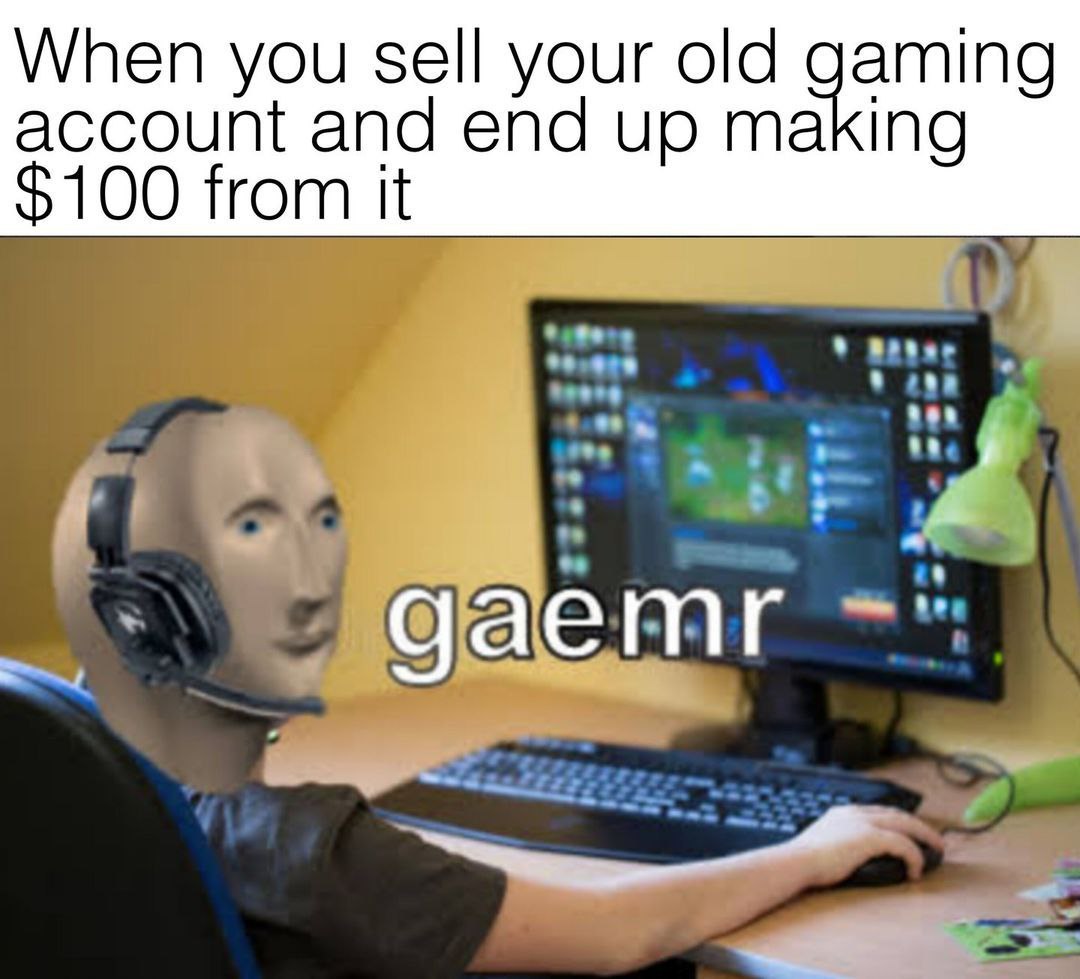 When you sell your old gaming
account and end up making
$100 from it
gaemr